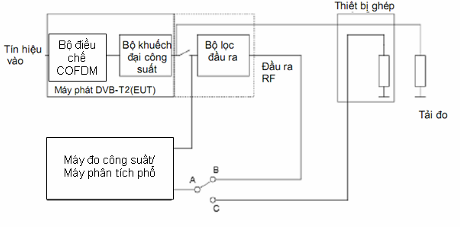 Thiết bị ghép
Tín hiệu
vào
Bộ điều
chế
COFDM
Bộ khuếch
đại công
suất
Bộ lọc
đầu ra
Đầu ra
RF
Máy phát DVB-T2(EUT)
Tải đo
Máy đo công suất/
Máy phân tích phổ
A
B
C